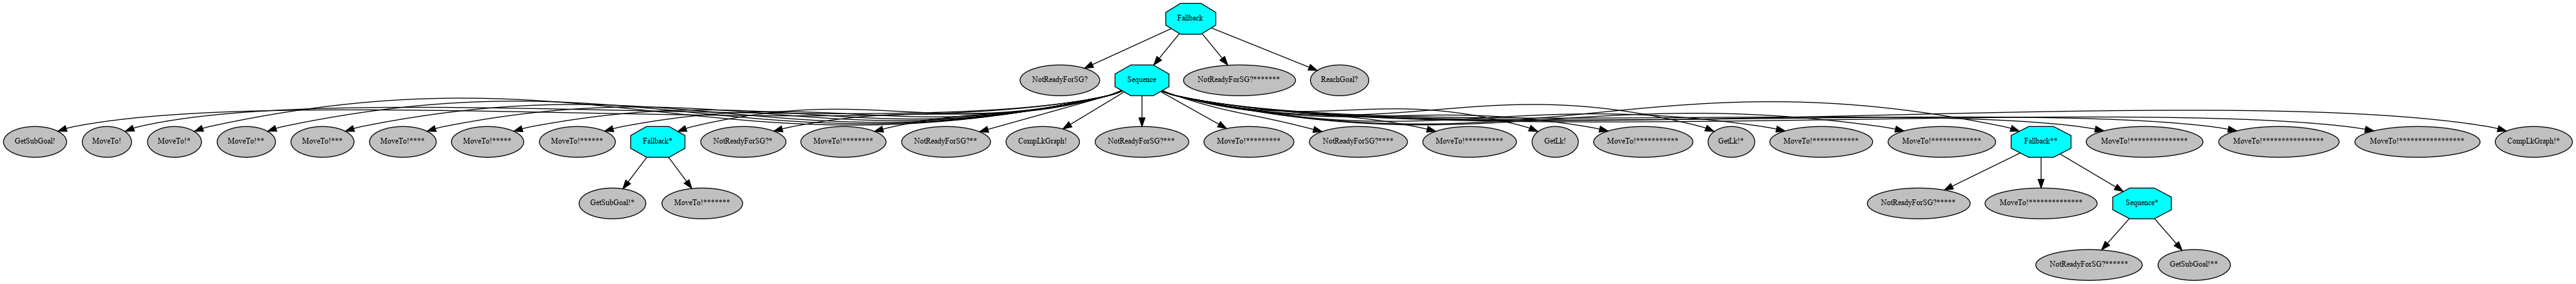 Fallback
NotReadyForSG?
Sequence
NotReadyForSG?*******
ReachGoal?
GetSubGoal!
MoveTo!
MoveTo!*
MoveTo!**
MoveTo!***
MoveTo!****
MoveTo!*****
MoveTo!******
Fallback*
NotReadyForSG?*
MoveTo!********
NotReadyForSG?**
CompLkGraph!
NotReadyForSG?***
MoveTo!*********
NotReadyForSG?****
MoveTo!**********
GetLk!
MoveTo!***********
GetLk!*
MoveTo!************
MoveTo!*************
Fallback**
MoveTo!***************
MoveTo!****************
MoveTo!*****************
CompLkGraph!*
GetSubGoal!*
MoveTo!*******
NotReadyForSG?*****
MoveTo!**************
Sequence*
NotReadyForSG?******
GetSubGoal!**